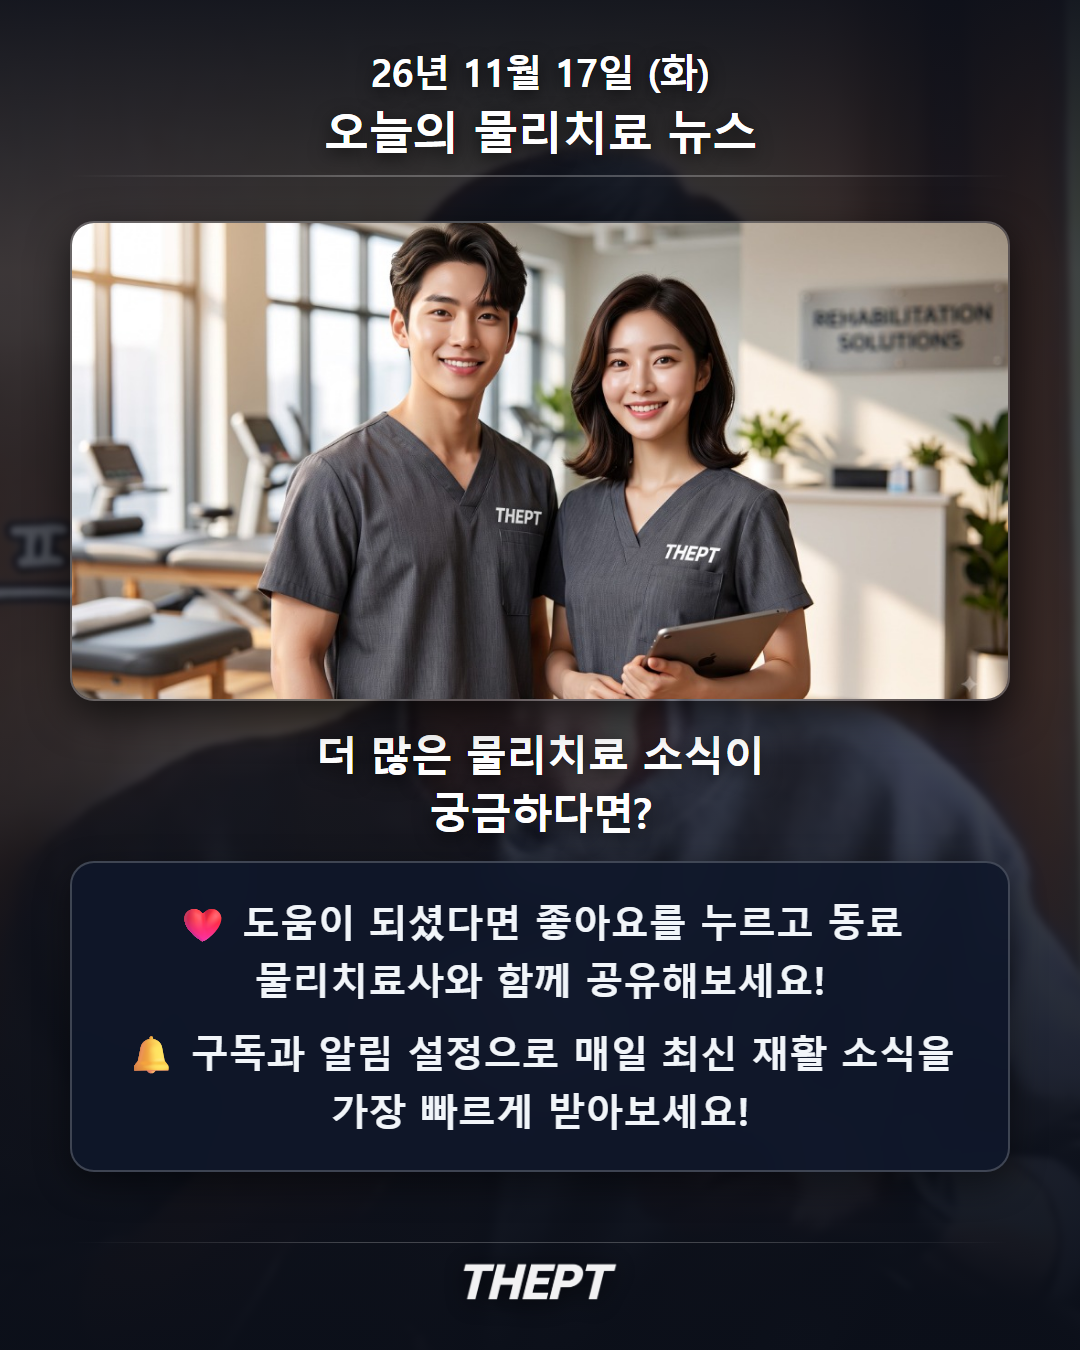 26년 11월 17일 (화)
오늘의 물리치료 뉴스
REHABILITATION
SOLUTIONS
THEPT
THEPT
피
더 많은 물리치료 소식이
궁금하다면?
도움이 되셨다면 좋아요를 누르고 동료
물리치료사와 함께 공유해보세요!
구독과 알림 설정으로 매일 최신 재활 소식을
가장 빠르게 받아보세요!
THEPT